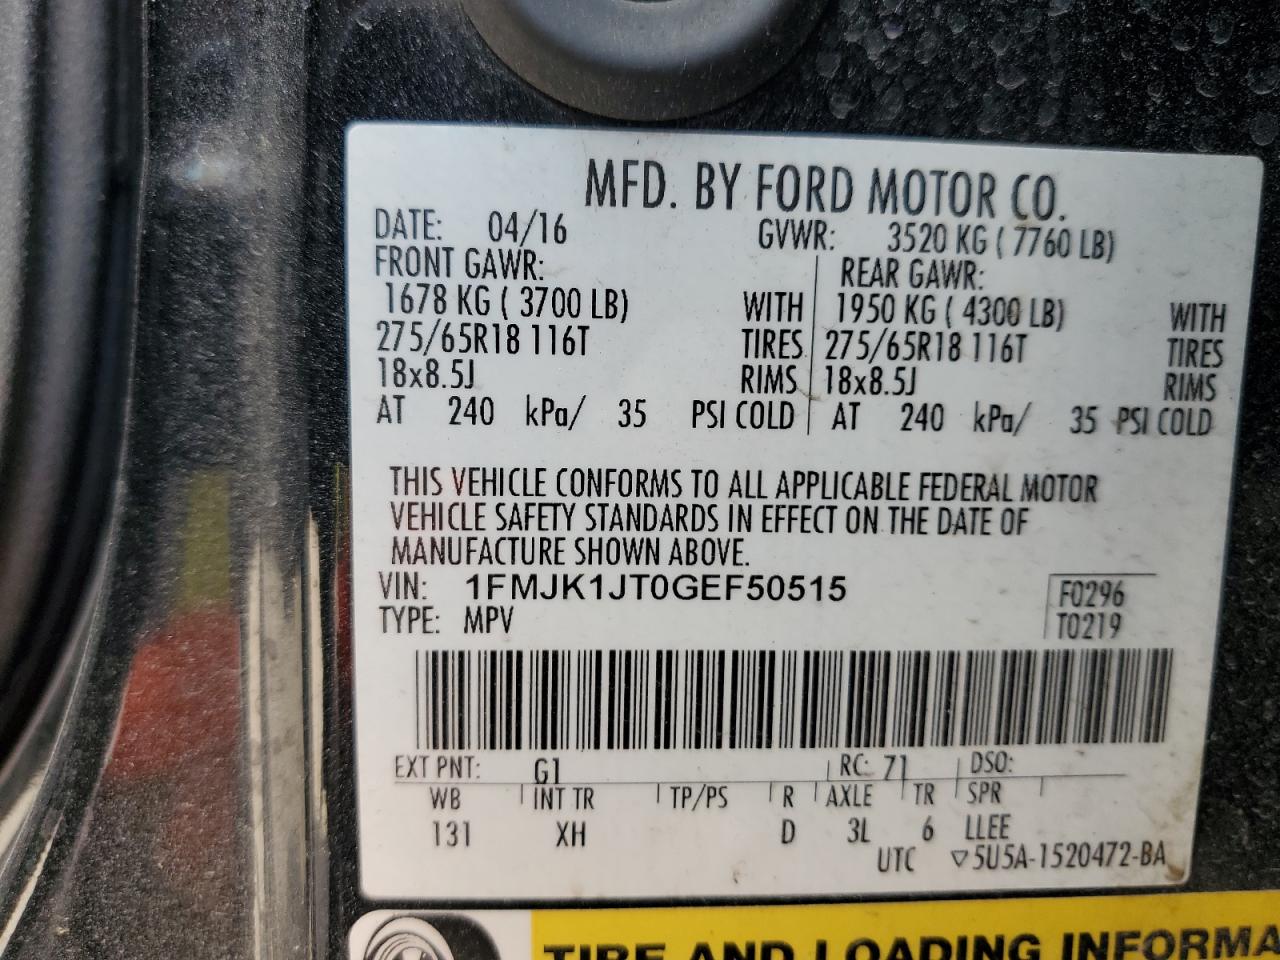 MFD. BY FORD MOTOR CO.
DATE: 04/16 GVWR: 3520 KG ( 7760 LB)
FRONT GAWR: REAR GAWR:
1678 KG ( 3700 LB) WITH 1950 KG ( 4300 LB) WITH
275/65R18 116T TIRES 275/65R18 116T TIRES
18x8.5J RIMS 18x8.5J RIMS
AT 240 kPa/ 35 PSI COLD AT 240 kPa/ 35 PSI COLD
THIS VEHICLE CONFORMS TO ALL APPLICABLE FEDERAL MOTOR
VEHICLE SAFETY STANDARDS IN EFFECT ON THE DATE OF
MANUFACTURE SHOWN ABOVE.
VIN: 1FMJK1JT0GEF50515 F0296
TYPE: MPV T0219
EXT PNT: G1 RC: 71 DSO:
WB INT TR TP/PS R AXLE TR SPR
131 XH D 3L 6 LLEE
UTC ▽5U5A-1520472-BA
TIRE AND LOADING INFORMA